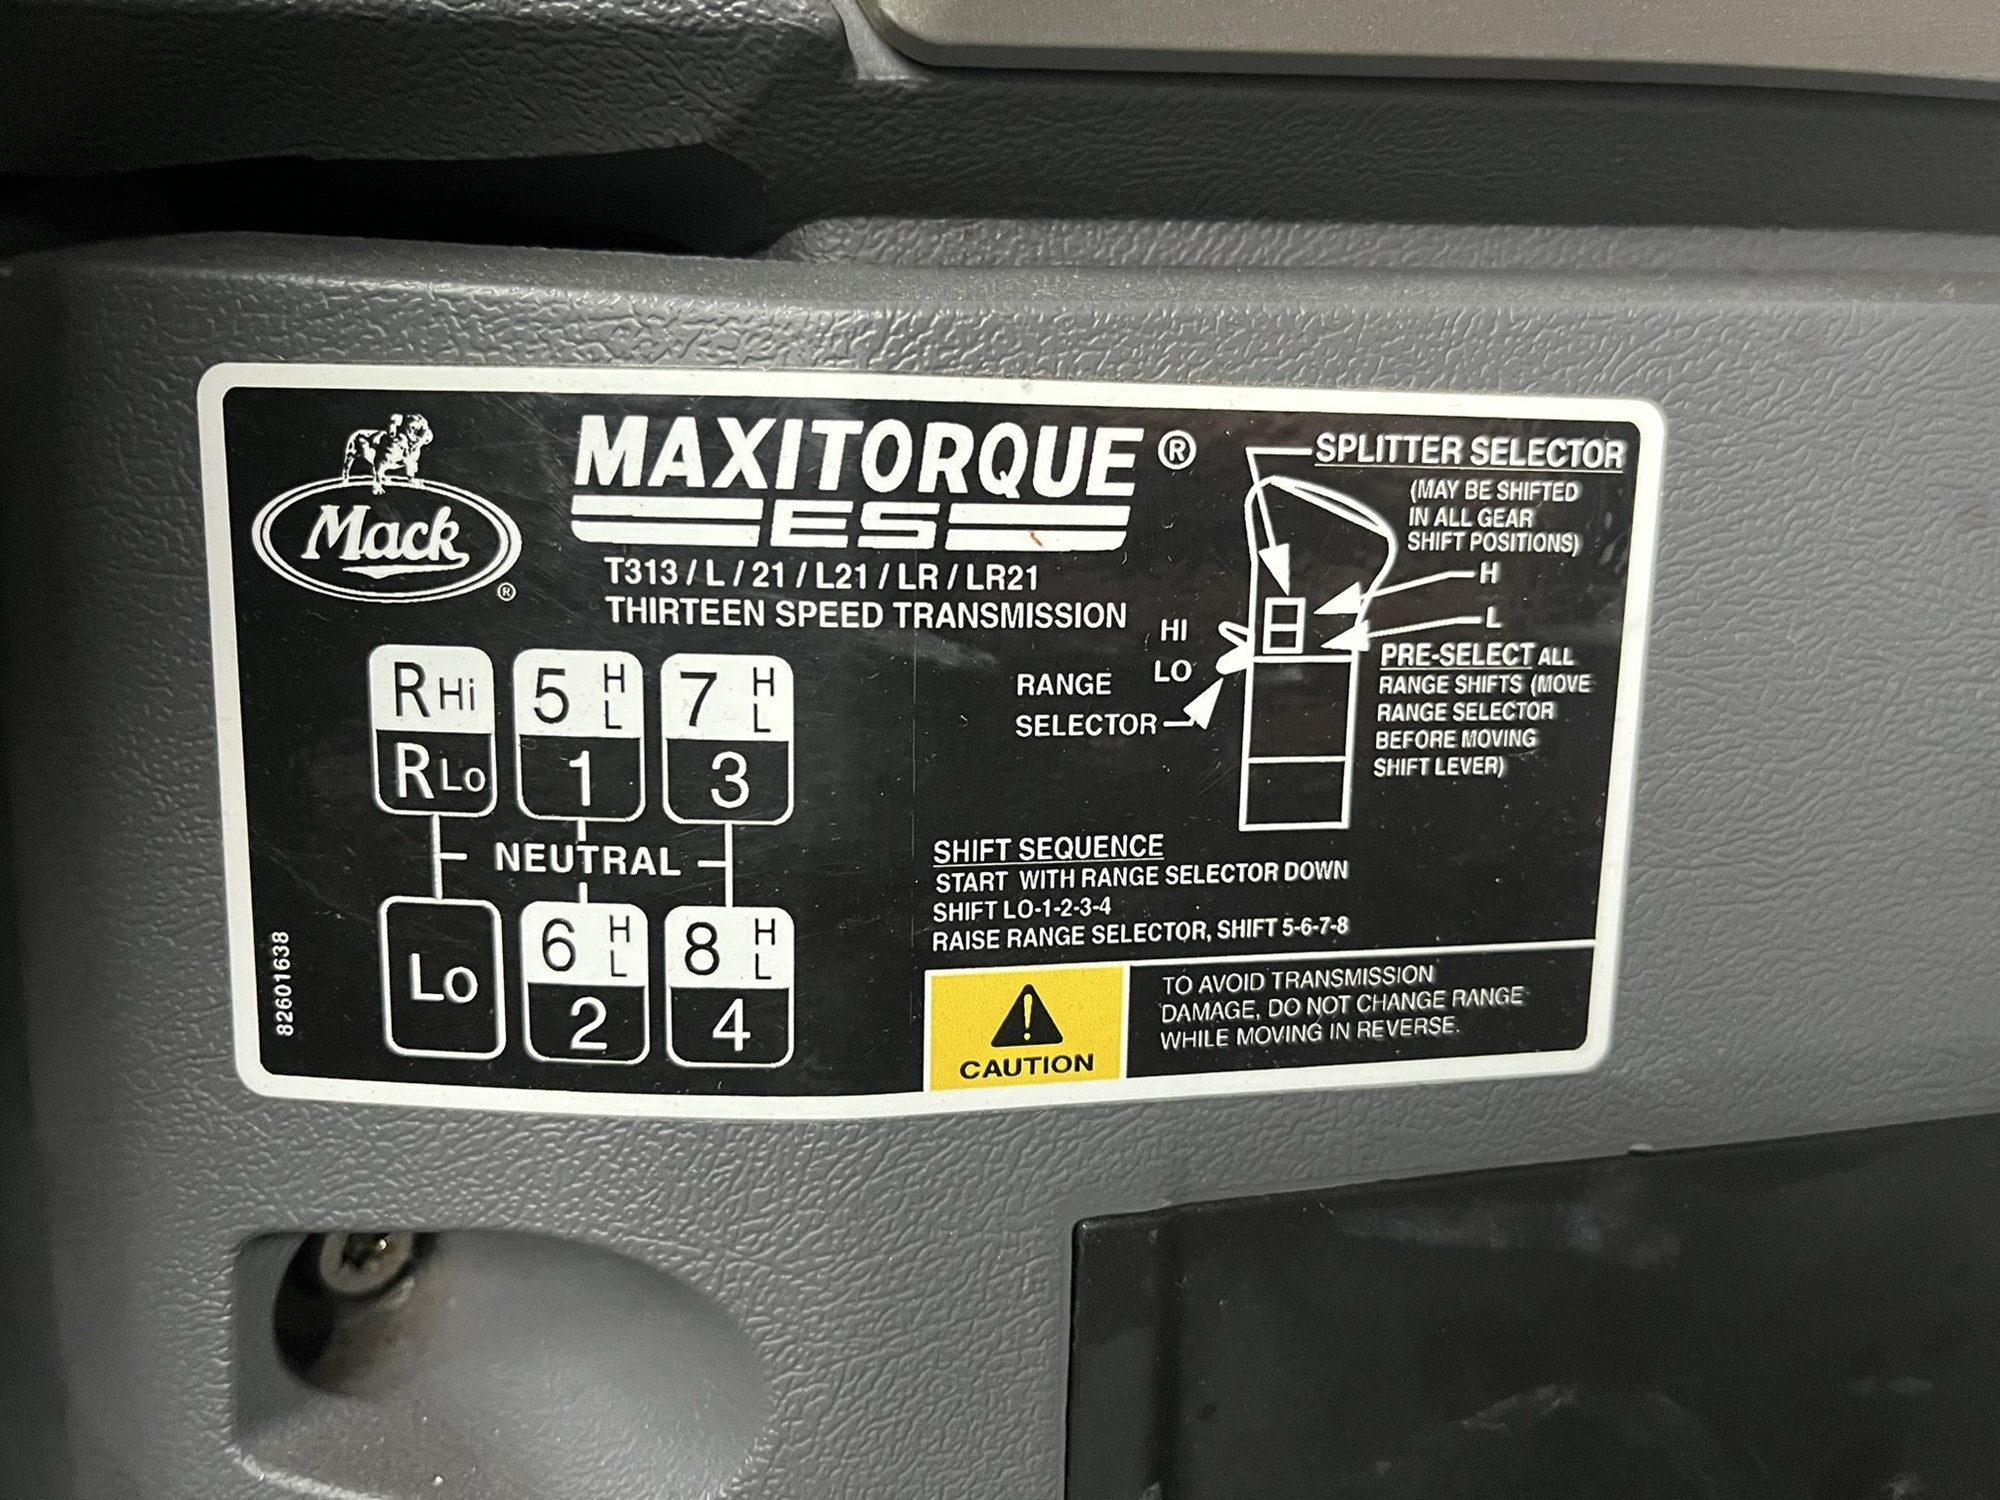 Mack
®
MAXITORQUE®
ES
T313 / L / 21 / L21 / LR / LR21
THIRTEEN SPEED TRANSMISSION
R Hi
R Lo
5 H L
1
7 H L
3
NEUTRAL
Lo
6 H L
2
8 H L
4
82601638
SPLITTER SELECTOR
(MAY BE SHIFTED
IN ALL GEAR
SHIFT POSITIONS)
H
L
HI
LO
RANGE
SELECTOR
PRE-SELECT ALL
RANGE SHIFTS (MOVE
RANGE SELECTOR
BEFORE MOVING
SHIFT LEVER)
SHIFT SEQUENCE
START WITH RANGE SELECTOR DOWN
SHIFT LO-1-2-3-4
RAISE RANGE SELECTOR, SHIFT 5-6-7-8
CAUTION
TO AVOID TRANSMISSION
DAMAGE, DO NOT CHANGE RANGE
WHILE MOVING IN REVERSE.